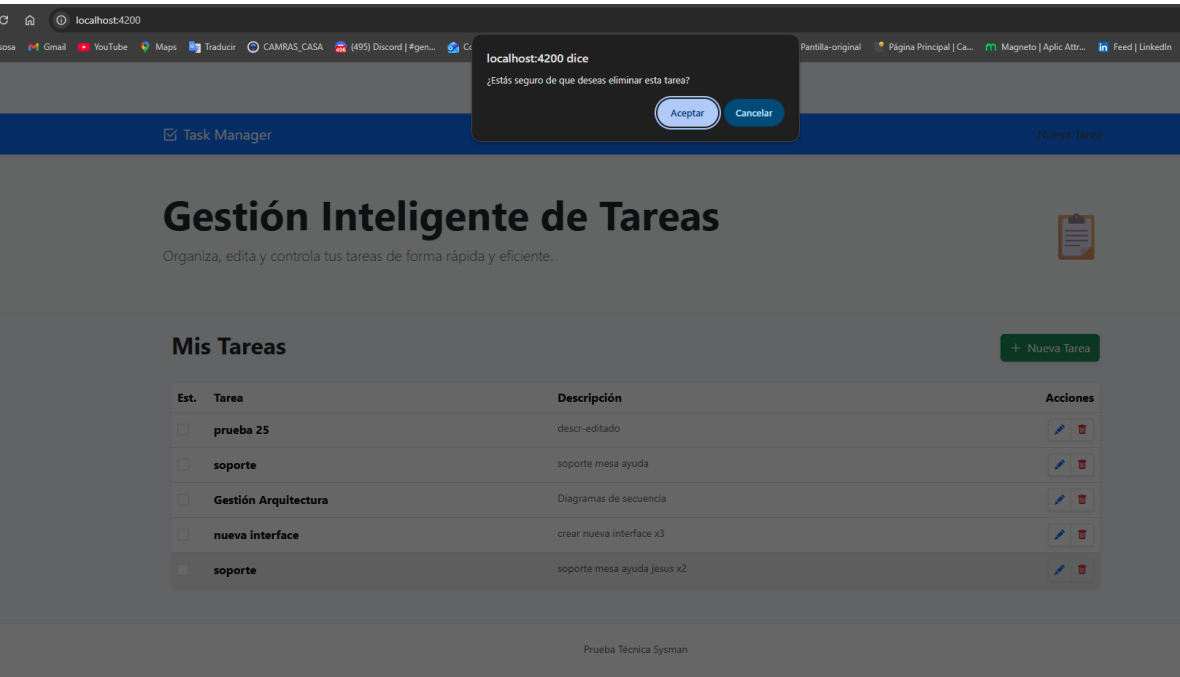 localhost:4200
sosa Gmail YouTube Maps Traducir CAMRAS_CASA (495) Discord | #gen... Pantilla-original Página Principal | Ca... Magneto | Aplic Attr... Feed | LinkedIn
localhost:4200 dice
¿Estás seguro de que deseas eliminar esta tarea?
Aceptar Cancelar
Task Manager Nueva Tarea
Gestión Inteligente de Tareas
Organiza, edita y controla tus tareas de forma rápida y eficiente.
Mis Tareas + Nueva Tarea
Est. Tarea Descripción Acciones
prueba 25 descr-editado
soporte soporte mesa ayuda
Gestión Arquitectura Diagramas de secuencia
nueva interface crear nueva interface x3
soporte soporte mesa ayuda jesus x2
Prueba Técnica Sysman